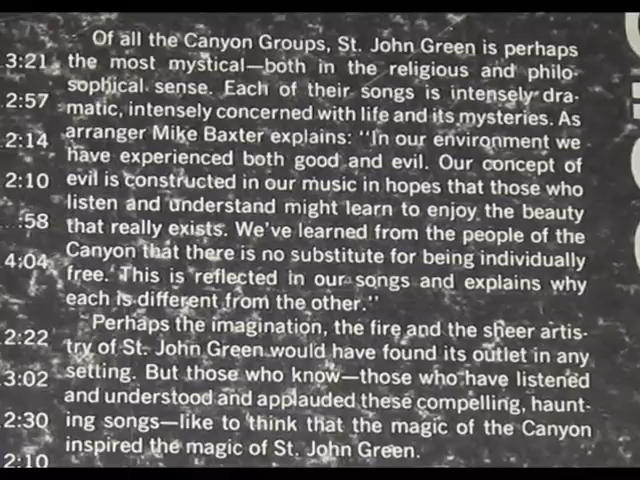 Of all the Canyon Groups, St. John Green is perhaps
3:21 the most mystical—both in the religious and philo-
sophical sense. Each of their songs is intensely dra-
2:57 matic, intensely concerned with life and its mysteries. As
2:14 arranger Mike Baxter explains: "In our environment we
have experienced both good and evil. Our concept of
2:10 evil is constructed in our music in hopes that those who
listen and understand might learn to enjoy the beauty
:58 that really exists. We've learned from the people of the
4:04 Canyon that there is no substitute for being individually
free. This is reflected in our songs and explains why
each is different from the other."
Perhaps the imagination, the fire and the sheer artis-
2:22 try of St. John Green would have found its outlet in any
3:02 setting. But those who know—those who have listened
and understood and applauded these compelling, haunt-
2:30 ing songs—like to think that the magic of the Canyon
2:10 inspired the magic of St. John Green.